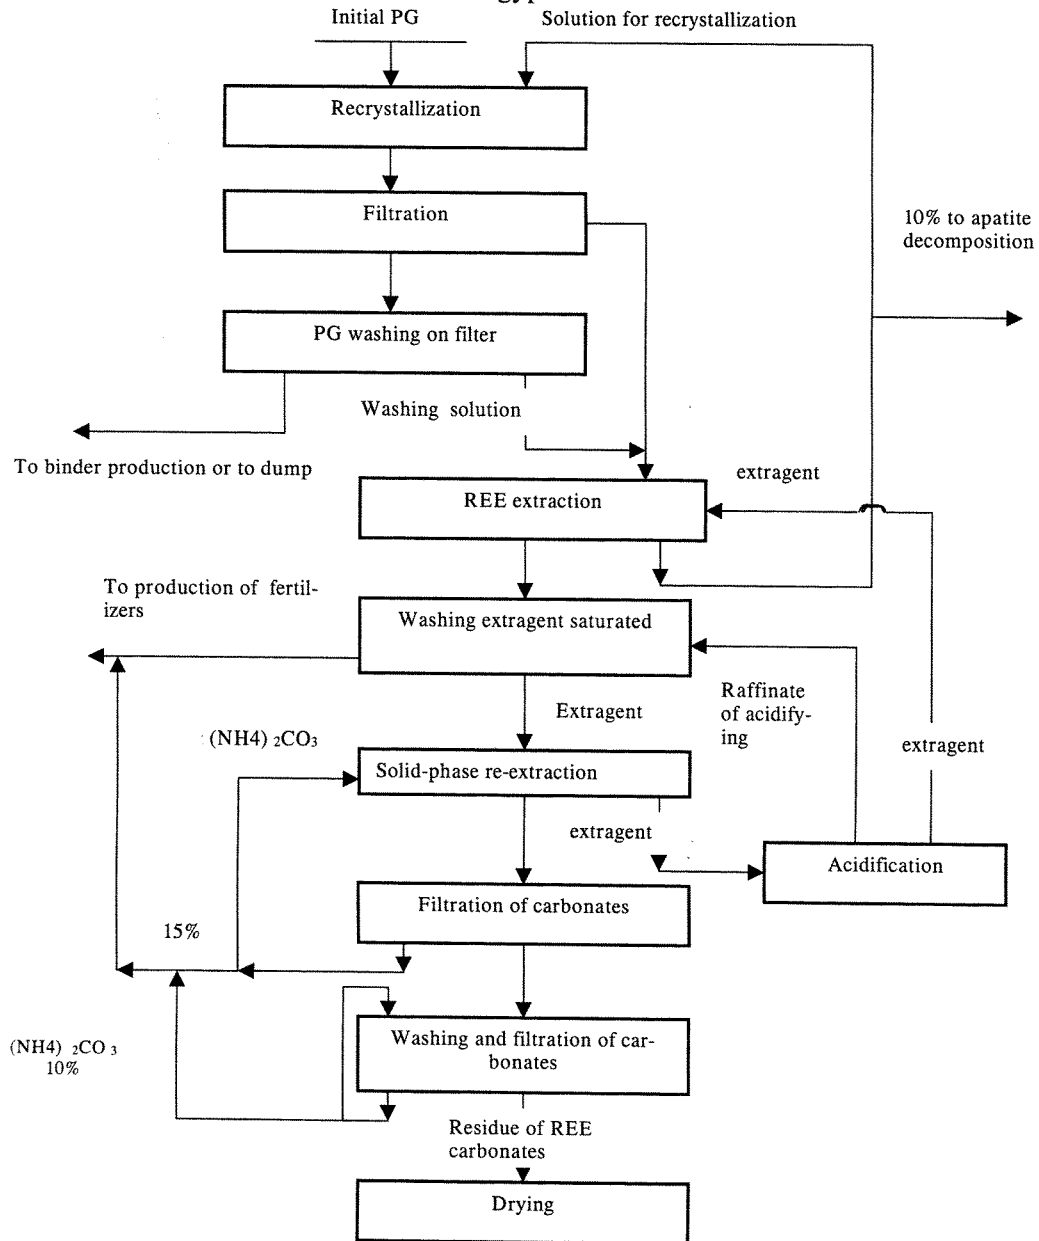 Initial PG
Solution for recrystallization
Recrystallization
Filtration
10% to apatite
decomposition
PG washing on filter
Washing solution
To binder production or to dump
extragent
REE extraction
To production of fertil-
izers
Washing extragent saturated
Extragent
Raffinate
of acidify-
ing
(NH4) 2CO3
extragent
Solid-phase re-extraction
extragent
Acidification
Filtration of carbonates
15%
Washing and filtration of car-
bonates
(NH4) 2CO 3
10%
Residue of REE
carbonates
Drying